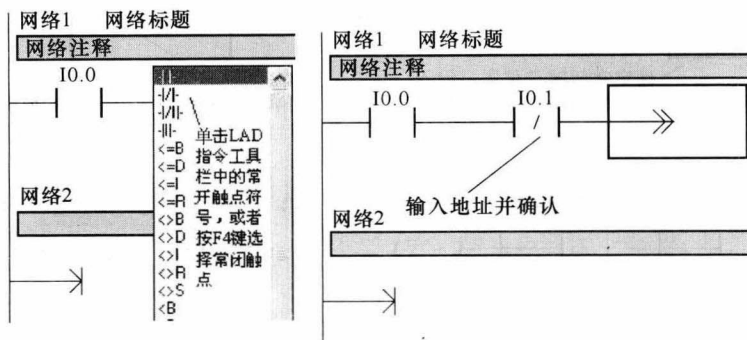 网络1 网络标题
网络注释
I0.0
-| |-
-|/|-
-|/I|-
-|I|-
<=B
<=D
<=I
<=R
<>B
<>D
<>I
<>R
<>S
<B
单击LAD
指令工具
栏中的常
开触点符
号，或者
按F4键选
择常闭触
点
网络2
网络1 网络标题
网络注释
I0.0
I0.1
输入地址并确认
网络2